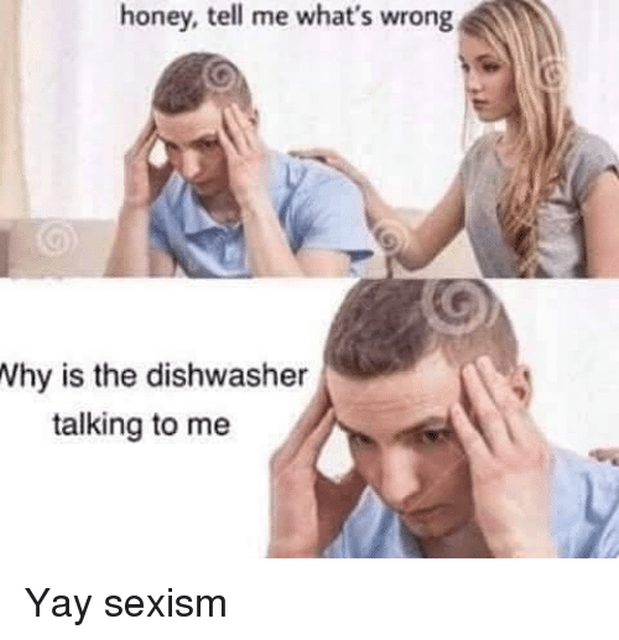 honey, tell me what's wrong
Why is the dishwasher
talking to me
Yay sexism